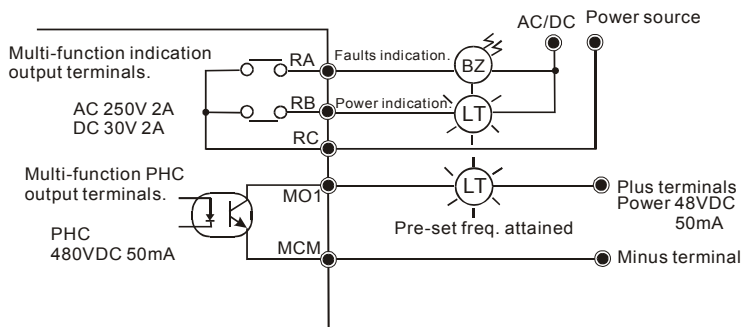 AC/DC
Power source
Multi-function indication
output terminals.
RA
Faults indication.
BZ
AC 250V 2A
DC 30V 2A
RB
Power indication.
LT
RC
Multi-function PHC
output terminals.
MO1
LT
Plus terminals
Power 48VDC
50mA
Pre-set freq. attained
PHC
480VDC 50mA
MCM
Minus terminal